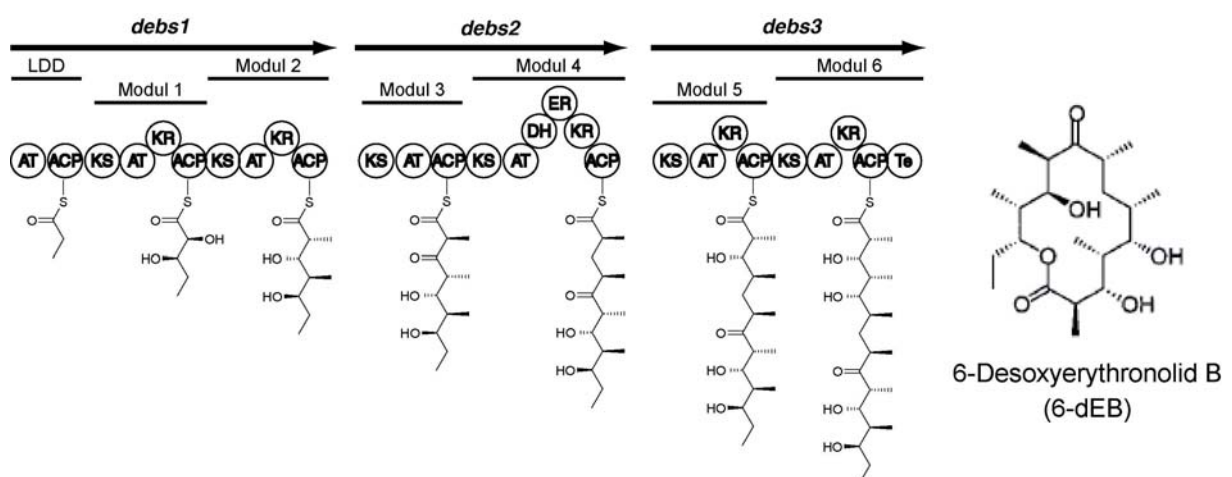 debs1 debs2 debs3
LDD Modul 2 Modul 4 Modul 6
Modul 1 Modul 3 Modul 5
ER
KR KR DH KR KR KR
AT ACP KS AT ACP KS AT ACP KS AT ACP KS AT ACP KS AT ACP KS AT ACP Te
S S S S S S
O O O O O O
OH
HO HO O HO HO
HO HO O HO
HO HO O O
HO HO HO
HO HO HO
O
OH
O OH
O OH
6-Desoxyerythronolid B
(6-dEB)